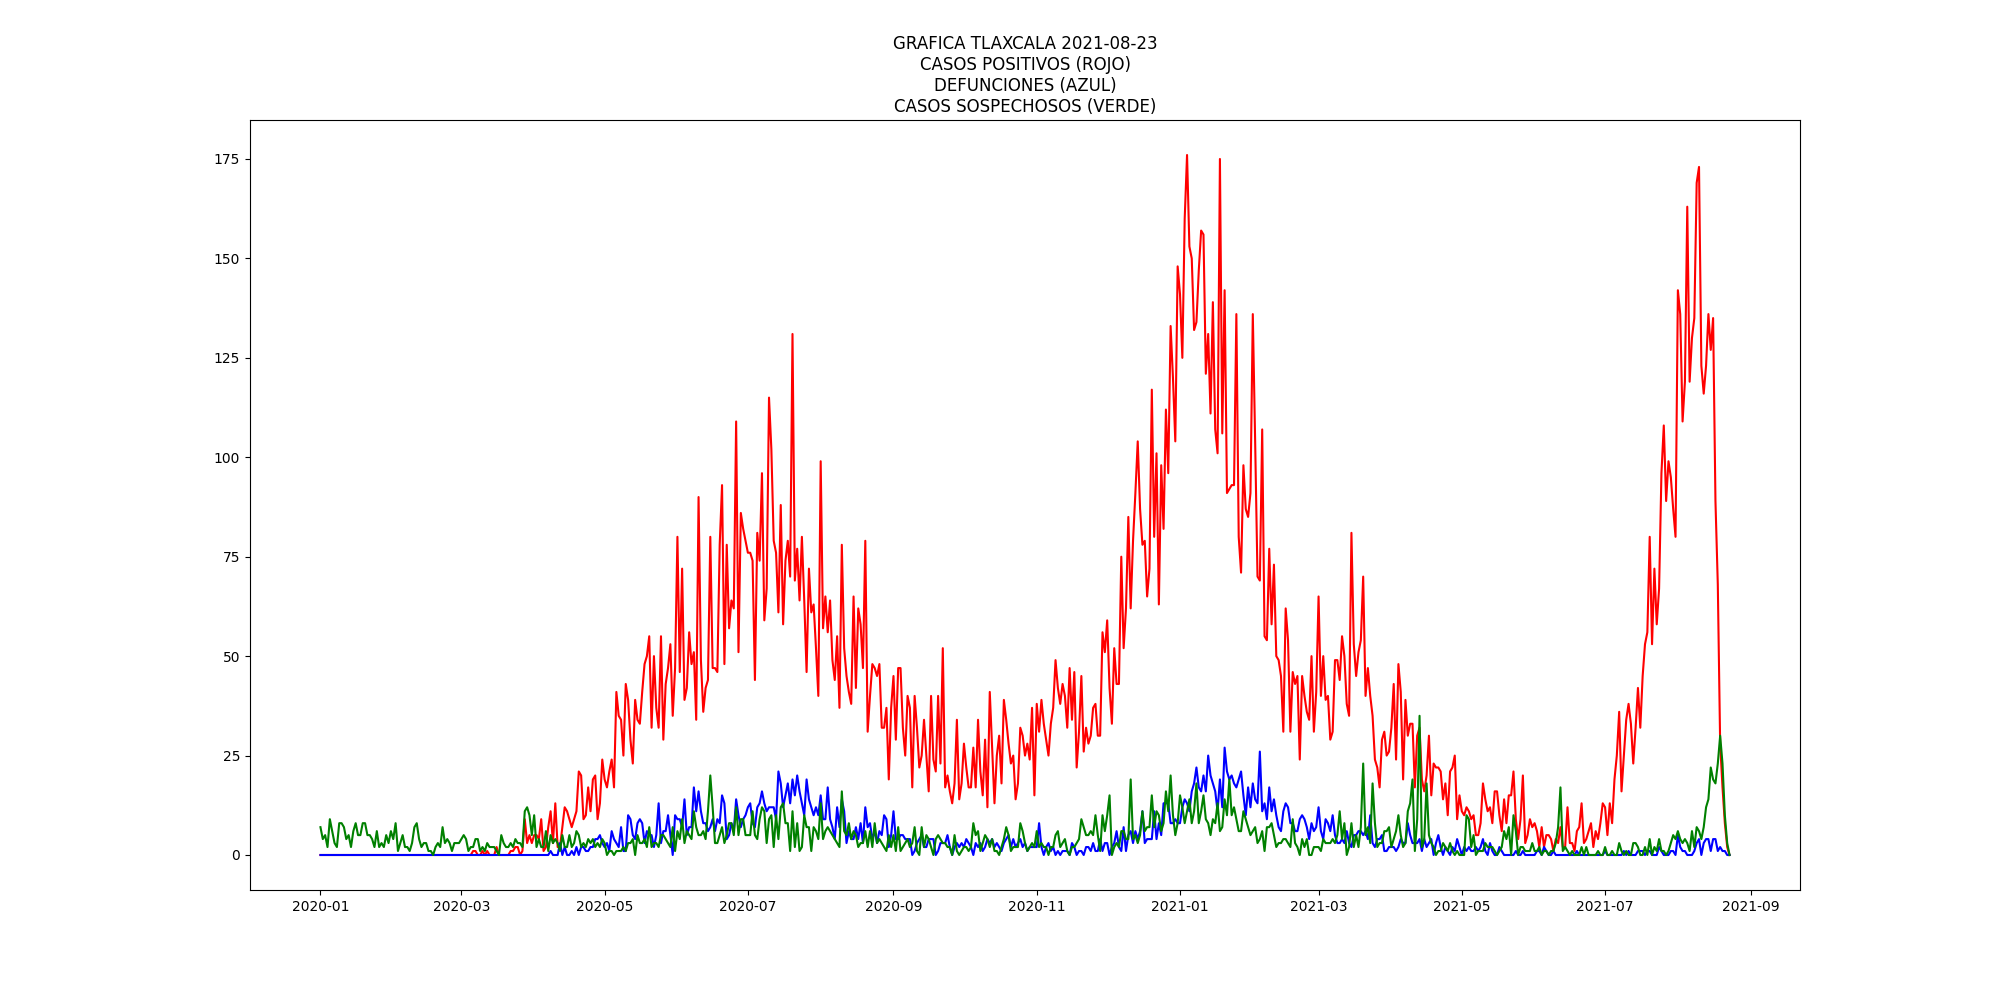 GRAFICA TLAXCALA 2021-08-23
CASOS POSITIVOS (ROJO)
DEFUNCIONES (AZUL)
CASOS SOSPECHOSOS (VERDE)
175
150
125
100
75
50
25
0
2020-01 2020-03 2020-05 2020-07 2020-09 2020-11 2021-01 2021-03 2021-05 2021-07 2021-09